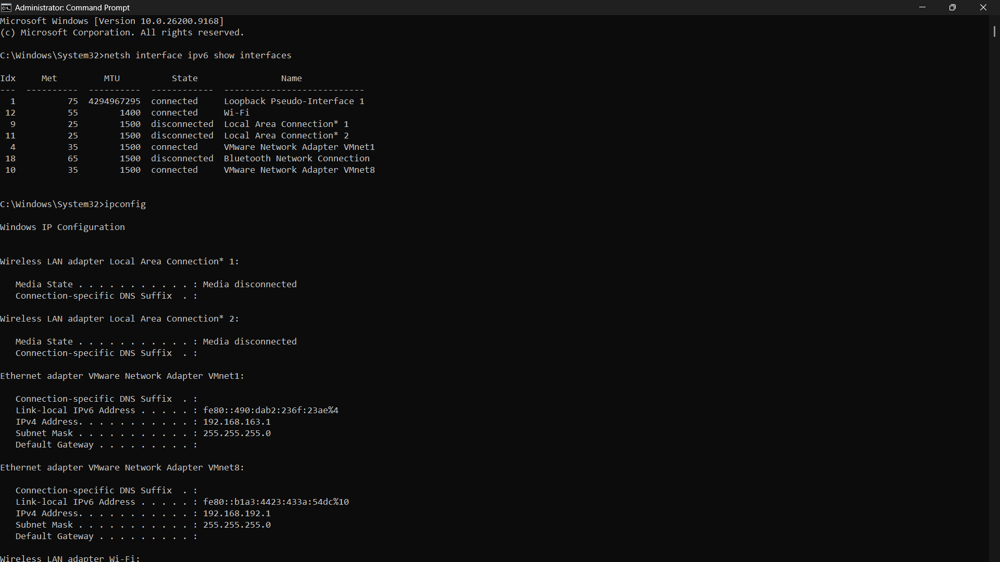 Administrator: Command Prompt
Microsoft Windows [Version 10.0.26200.9168]
(c) Microsoft Corporation. All rights reserved.
C:\Windows\System32>netsh interface ipv6 show interfaces
Idx     Met         MTU          State                Name
---  ----------  ----------  ------------  ---------------------------
  1          75  4294967295  connected     Loopback Pseudo-Interface 1
 12          55        1400  connected     Wi-Fi
  9          25        1500  disconnected  Local Area Connection* 1
 11          25        1500  disconnected  Local Area Connection* 2
  4          35        1500  connected     VMware Network Adapter VMnet1
 18          65        1500  disconnected  Bluetooth Network Connection
 10          35        1500  connected     VMware Network Adapter VMnet8
C:\Windows\System32>ipconfig
Windows IP Configuration
Wireless LAN adapter Local Area Connection* 1:
   Media State . . . . . . . . . . . : Media disconnected
   Connection-specific DNS Suffix  . :
Wireless LAN adapter Local Area Connection* 2:
   Media State . . . . . . . . . . . : Media disconnected
   Connection-specific DNS Suffix  . :
Ethernet adapter VMware Network Adapter VMnet1:
   Connection-specific DNS Suffix  . :
   Link-local IPv6 Address . . . . . : fe80::490:dab2:236f:23ae%4
   IPv4 Address. . . . . . . . . . . : 192.168.163.1
   Subnet Mask . . . . . . . . . . . : 255.255.255.0
   Default Gateway . . . . . . . . . :
Ethernet adapter VMware Network Adapter VMnet8:
   Connection-specific DNS Suffix  . :
   Link-local IPv6 Address . . . . . : fe80::b1a3:4423:433a:54dc%10
   IPv4 Address. . . . . . . . . . . : 192.168.192.1
   Subnet Mask . . . . . . . . . . . : 255.255.255.0
   Default Gateway . . . . . . . . . :
Wireless LAN adapter Wi-Fi: